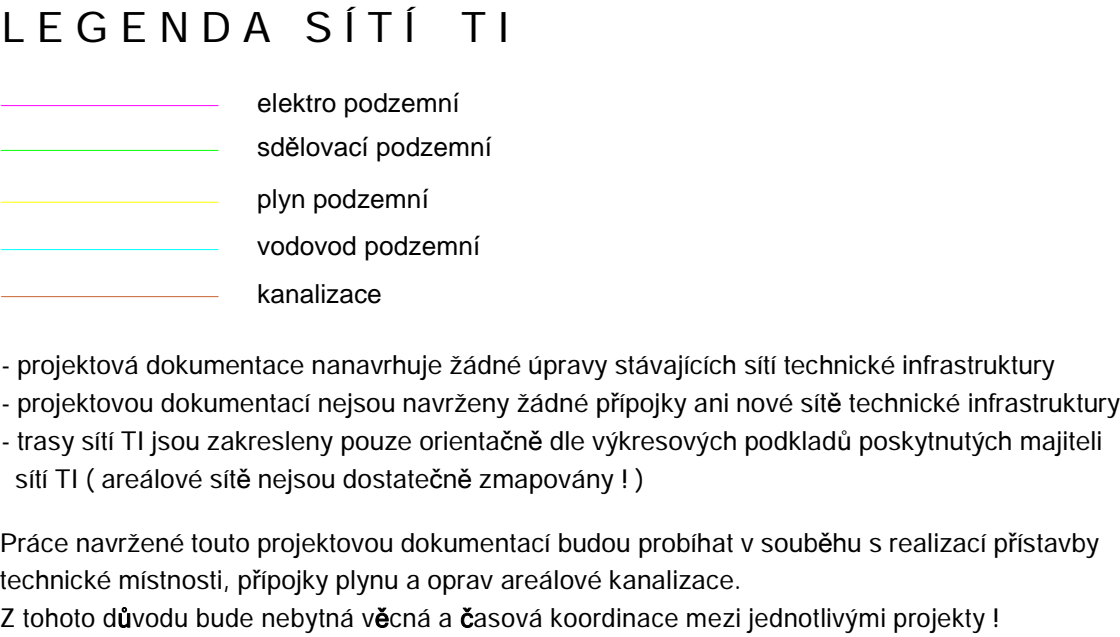 LEGENDA SÍTÍ TI
elektro podzemní
sdělovací podzemní
plyn podzemní
vodovod podzemní
kanalizace
- projektová dokumentace nanavrhuje žádné úpravy stávajících sítí technické infrastruktury
- projektovou dokumentací nejsou navrženy žádné přípojky ani nové sítě technické infrastruktury
- trasy sítí TI jsou zakresleny pouze orientačně dle výkresových podkladů poskytnutých majiteli
sítí TI ( areálové sítě nejsou dostatečně zmapovány ! )
Práce navržené touto projektovou dokumentací budou probíhat v souběhu s realizací přístavby
technické místnosti, přípojky plynu a oprav areálové kanalizace.
Z tohoto důvodu bude nebytná věcná a časová koordinace mezi jednotlivými projekty !